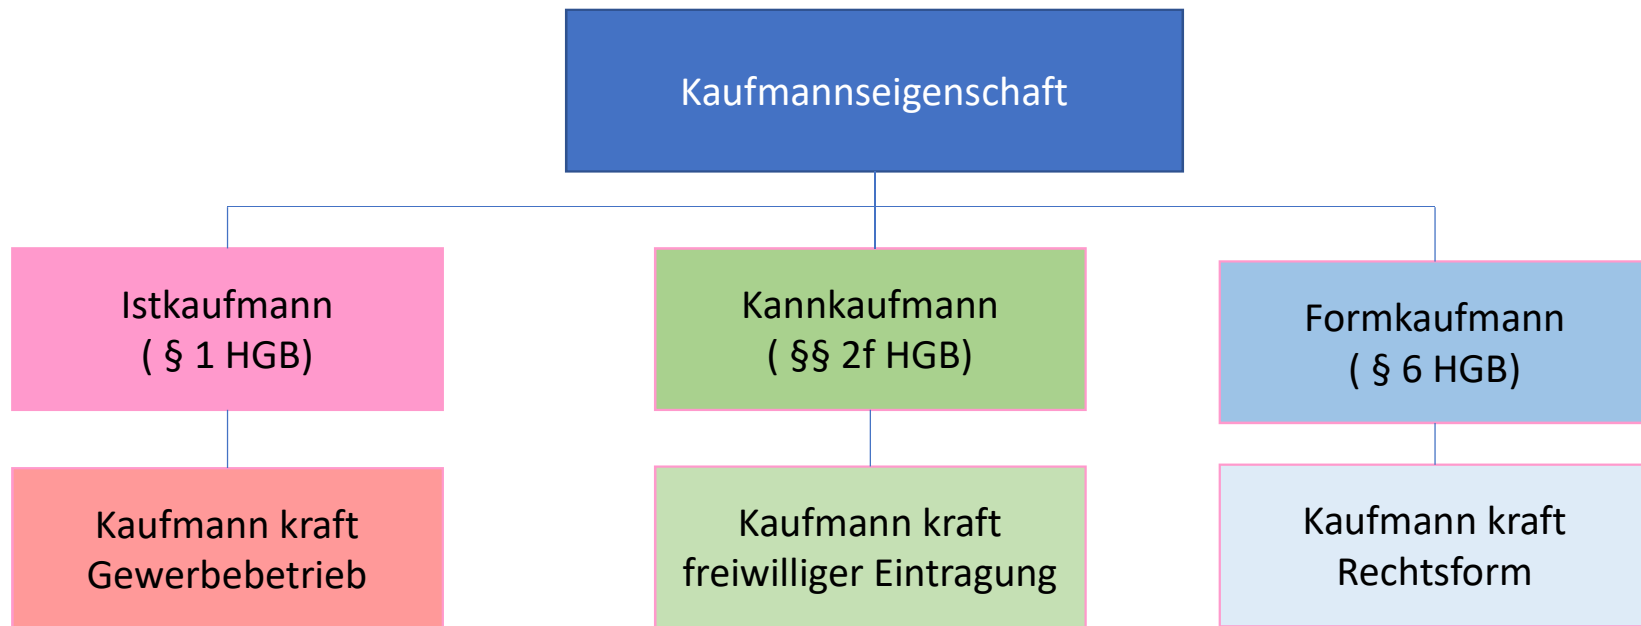 Kaufmannseigenschaft
Istkaufmann
( § 1 HGB)
Kannkaufmann
( §§ 2f HGB)
Formkaufmann
( § 6 HGB)
Kaufmann kraft
Gewerbebetrieb
Kaufmann kraft
freiwilliger Eintragung
Kaufmann kraft
Rechtsform